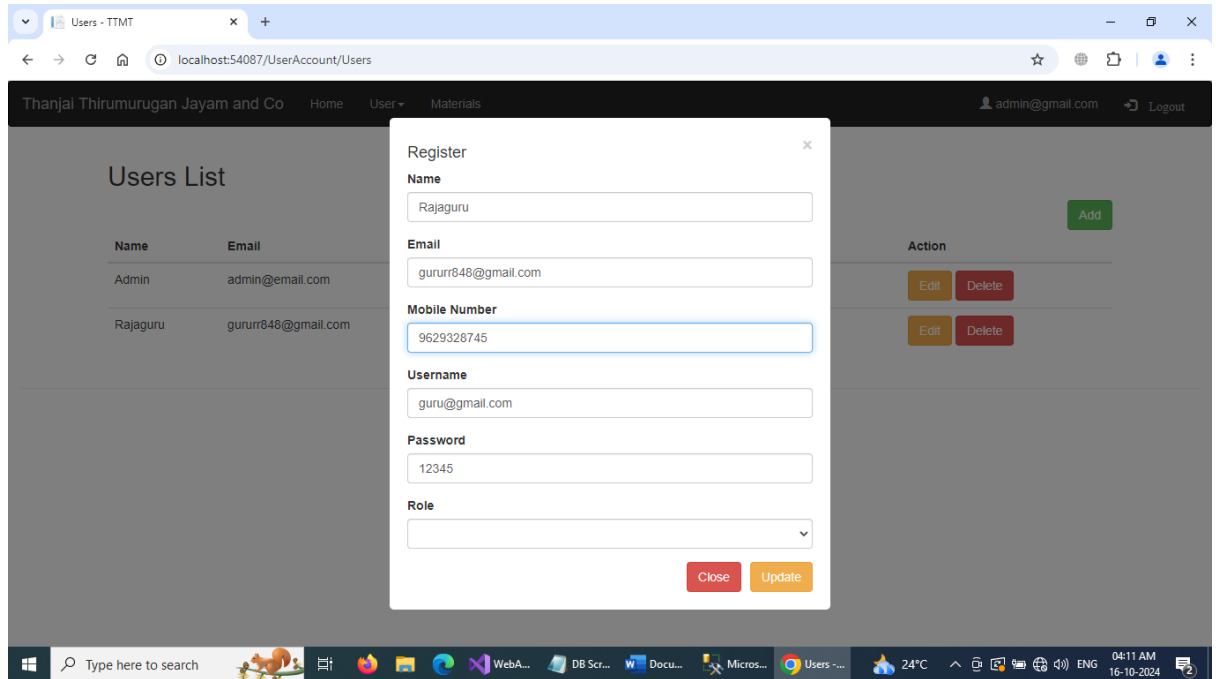 Users - TTMT
localhost:54087/UserAccount/Users
Thanjai Thirumurugan Jayam and Co Home User Materials admin@gmail.com Logout
Users List
Add
Name Email Action
Admin admin@email.com Edit Delete
Rajaguru gururr848@gmail.com Edit Delete
Register
Name
Rajaguru
Email
gururr848@gmail.com
Mobile Number
9629328745
Username
guru@gmail.com
Password
12345
Role
Close Update
Type here to search WebA... DB Scr... Docu... Micros... Users -... 24°C ENG 04:11 AM
16-10-2024 2